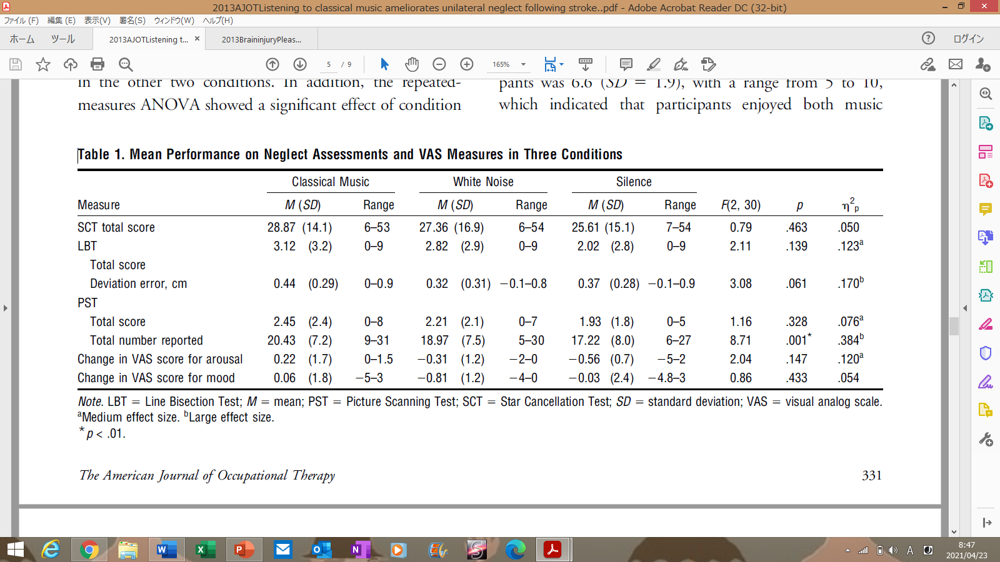 2013AJOTListening to classical music ameliorates unilateral neglect following stroke..pdf - Adobe Acrobat Reader DC (32-bit)
ファイル (F) 編集 (E) 表示(V) 署名(S) ウィンドウ(W) ヘルプ(H)
ホーム ツール 2013AJOTListening t... × 2013BraininjuryPleas... ログイン
5 / 9 165%
in the other two conditions. In addition, the repeated-
measures ANOVA showed a significant effect of condition
pants was 6.6 (SD = 1.9), with a range from 5 to 10,
which indicated that participants enjoyed both music
Table 1. Mean Performance on Neglect Assessments and VAS Measures in Three Conditions
Classical Music White Noise Silence
Measure M (SD) Range M (SD) Range M (SD) Range F(2, 30) p η²p
SCT total score 28.87 (14.1) 6–53 27.36 (16.9) 6–54 25.61 (15.1) 7–54 0.79 .463 .050
LBT 3.12 (3.2) 0–9 2.82 (2.9) 0–9 2.02 (2.8) 0–9 2.11 .139 .123a
Total score
Deviation error, cm 0.44 (0.29) 0–0.9 0.32 (0.31) −0.1–0.8 0.37 (0.28) −0.1–0.9 3.08 .061 .170b
PST
Total score 2.45 (2.4) 0–8 2.21 (2.1) 0–7 1.93 (1.8) 0–5 1.16 .328 .076a
Total number reported 20.43 (7.2) 9–31 18.97 (7.5) 5–30 17.22 (8.0) 6–27 8.71 .001* .384b
Change in VAS score for arousal 0.22 (1.7) 0–1.5 −0.31 (1.2) −2–0 −0.56 (0.7) −5–2 2.04 .147 .120a
Change in VAS score for mood 0.06 (1.8) −5–3 −0.81 (1.2) −4–0 −0.03 (2.4) −4.8–3 0.86 .433 .054
Note. LBT = Line Bisection Test; M = mean; PST = Picture Scanning Test; SCT = Star Cancellation Test; SD = standard deviation; VAS = visual analog scale.
aMedium effect size. bLarge effect size.
*p < .01.
The American Journal of Occupational Therapy 331
A 8:47
2021/04/23